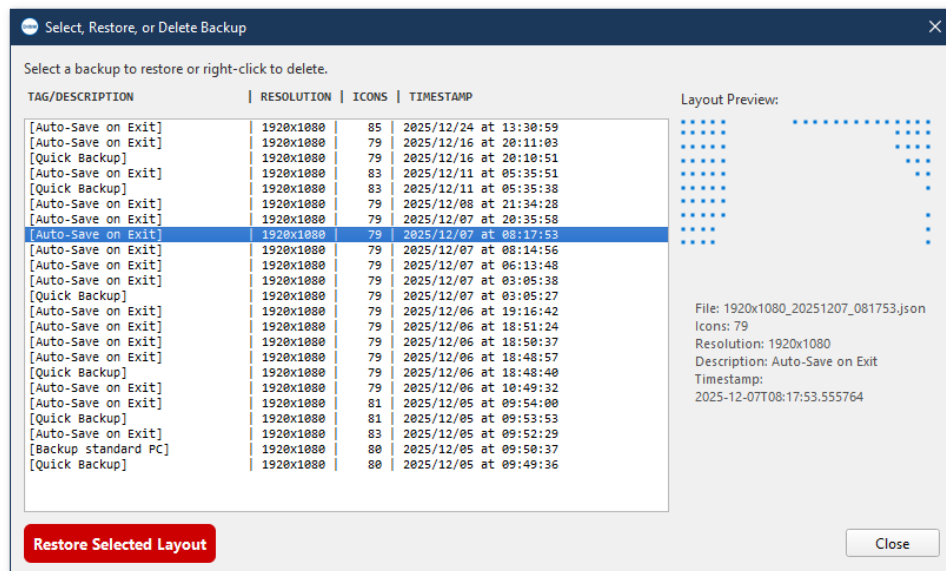 Select, Restore, or Delete Backup
Select a backup to restore or right-click to delete.
TAG/DESCRIPTION | RESOLUTION | ICONS | TIMESTAMP
[Auto-Save on Exit] | 1920x1080 | 85 | 2025/12/24 at 13:30:59
[Auto-Save on Exit] | 1920x1080 | 79 | 2025/12/16 at 20:11:03
[Quick Backup] | 1920x1080 | 79 | 2025/12/16 at 20:10:51
[Auto-Save on Exit] | 1920x1080 | 83 | 2025/12/11 at 05:35:51
[Quick Backup] | 1920x1080 | 83 | 2025/12/11 at 05:35:38
[Auto-Save on Exit] | 1920x1080 | 79 | 2025/12/08 at 21:34:28
[Auto-Save on Exit] | 1920x1080 | 79 | 2025/12/07 at 20:35:58
[Auto-Save on Exit] | 1920x1080 | 79 | 2025/12/07 at 08:17:53
[Auto-Save on Exit] | 1920x1080 | 79 | 2025/12/07 at 08:14:56
[Auto-Save on Exit] | 1920x1080 | 79 | 2025/12/07 at 06:13:48
[Auto-Save on Exit] | 1920x1080 | 79 | 2025/12/07 at 03:05:38
[Quick Backup] | 1920x1080 | 79 | 2025/12/07 at 03:05:27
[Auto-Save on Exit] | 1920x1080 | 79 | 2025/12/06 at 19:16:42
[Auto-Save on Exit] | 1920x1080 | 79 | 2025/12/06 at 18:51:24
[Auto-Save on Exit] | 1920x1080 | 79 | 2025/12/06 at 18:50:37
[Auto-Save on Exit] | 1920x1080 | 79 | 2025/12/06 at 18:48:57
[Quick Backup] | 1920x1080 | 79 | 2025/12/06 at 18:48:40
[Auto-Save on Exit] | 1920x1080 | 79 | 2025/12/06 at 10:49:32
[Auto-Save on Exit] | 1920x1080 | 81 | 2025/12/05 at 09:54:00
[Quick Backup] | 1920x1080 | 81 | 2025/12/05 at 09:53:53
[Auto-Save on Exit] | 1920x1080 | 83 | 2025/12/05 at 09:52:29
[Backup standard PC] | 1920x1080 | 80 | 2025/12/05 at 09:50:37
[Quick Backup] | 1920x1080 | 80 | 2025/12/05 at 09:49:36
Layout Preview:
File: 1920x1080_20251207_081753.json
Icons: 79
Resolution: 1920x1080
Description: Auto-Save on Exit
Timestamp:
2025-12-07T08:17:53.555764
Restore Selected Layout
Close